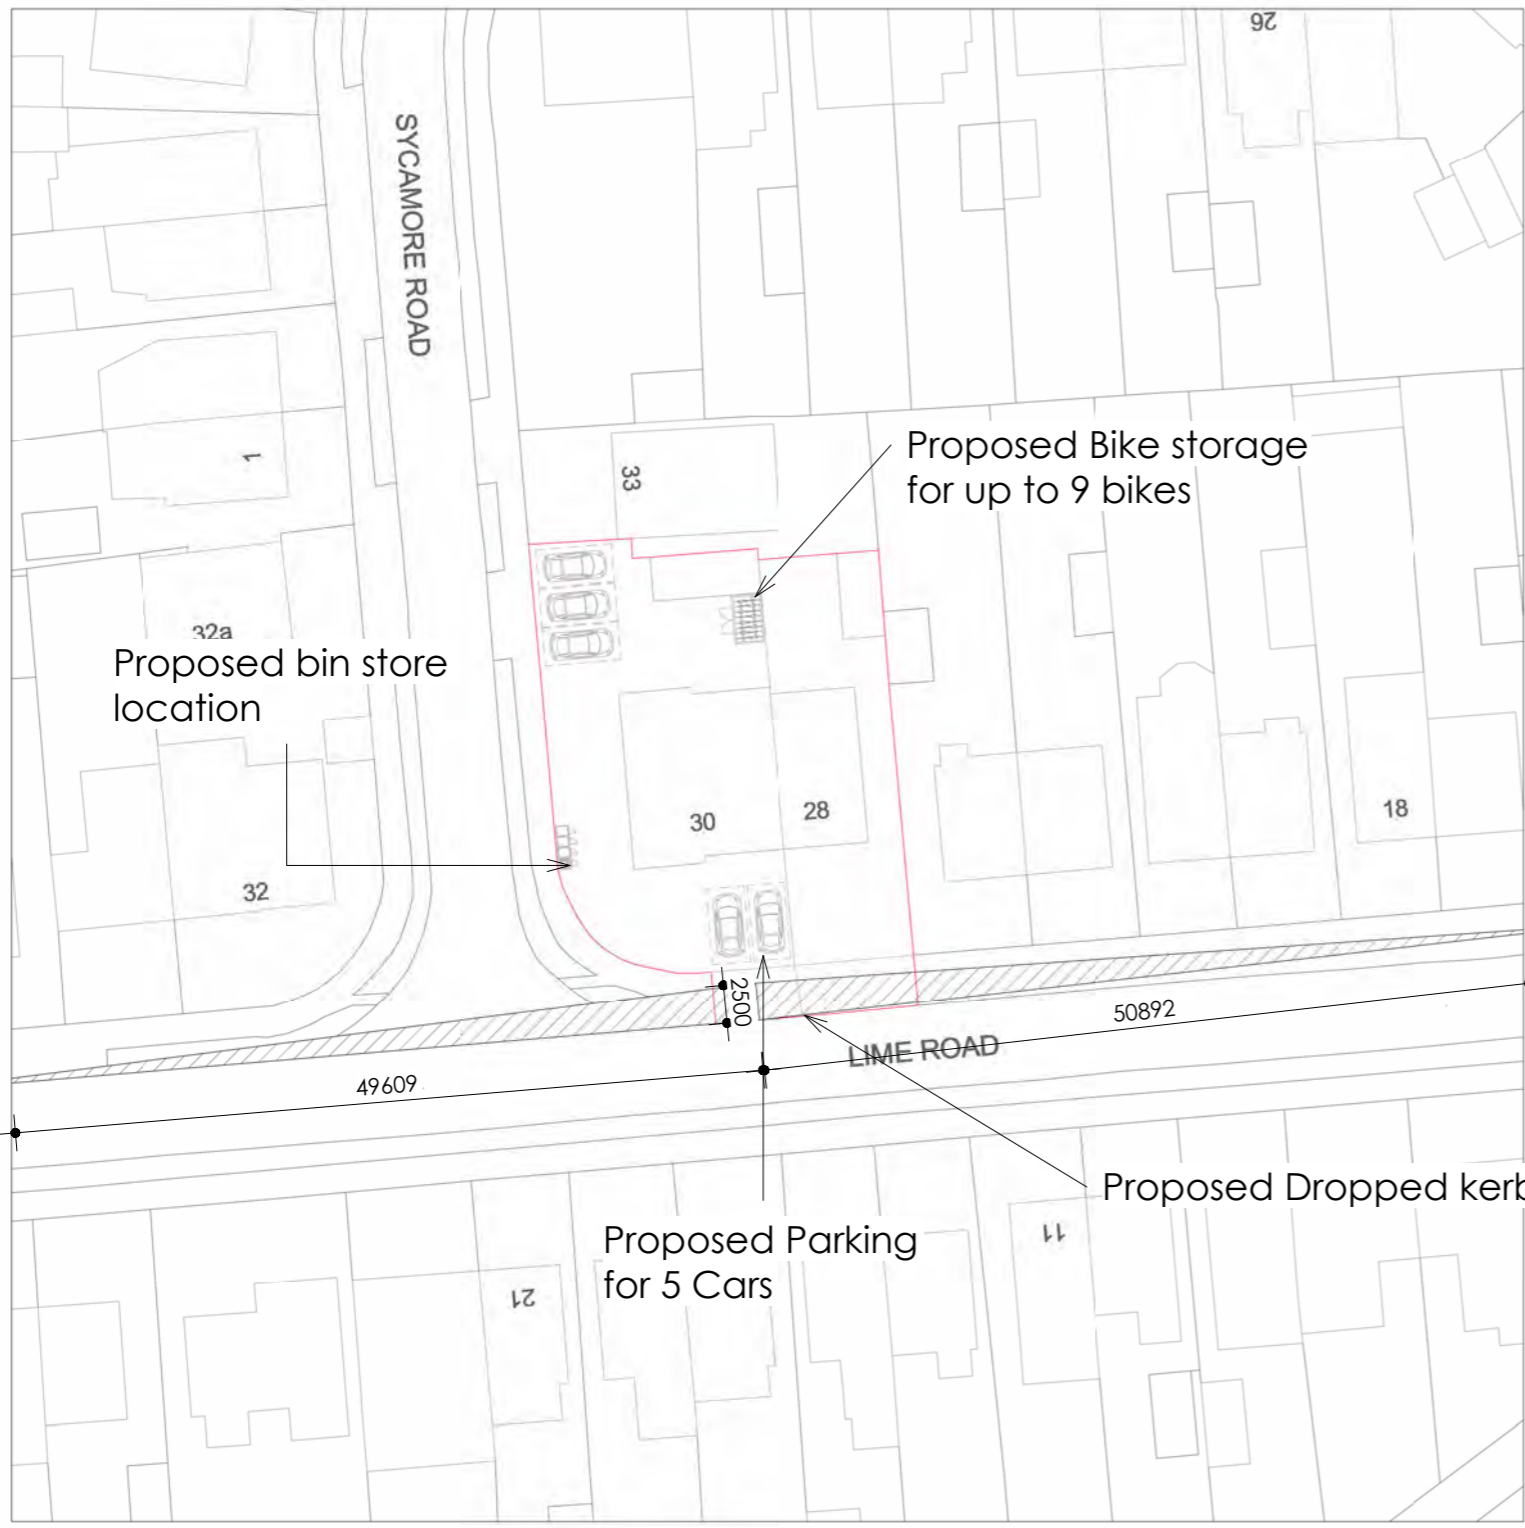 26
SYCAMORE ROAD
Proposed Bike storage
for up to 9 bikes
1
33
32a
Proposed bin store
location
30
28
18
32
2500
50892
LIME ROAD
49609
Proposed Dropped kerb
11
Proposed Parking
for 5 Cars
21